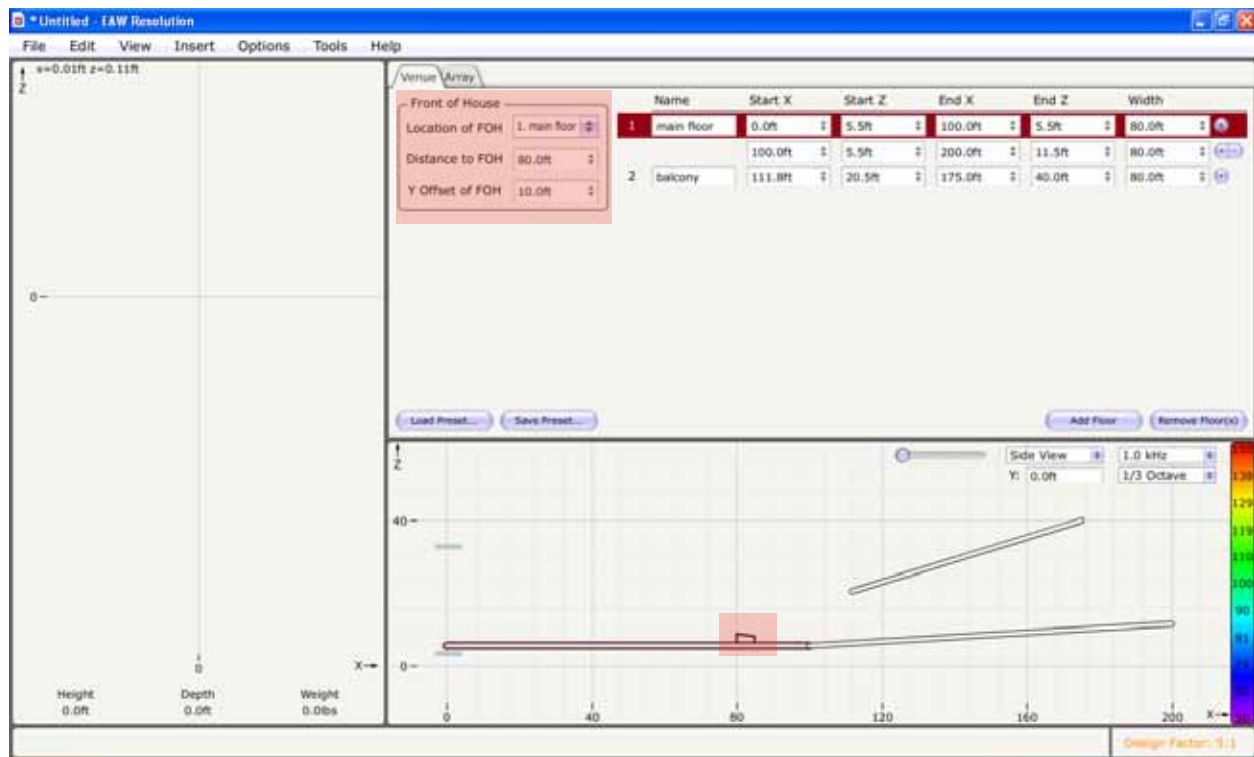 * Untitled - EAW Resolution
File Edit View Insert Options Tools Help
x=0.01ft z=0.11ft
Z
0
0
X
Height Depth Weight
0.0ft 0.0ft 0.0lbs
Venue Array
Front of House
Location of FOH 1. main floor
Distance to FOH 80.0ft
Y Offset of FOH 10.0ft
Name Start X Start Z End X End Z Width
1 main floor 0.0ft 5.5ft 100.0ft 5.5ft 80.0ft
100.0ft 5.5ft 200.0ft 11.5ft 80.0ft
2 balcony 111.8ft 20.5ft 175.0ft 40.0ft 80.0ft
Load Preset... Save Preset... Add Floor Remove Floor(s)
Z
Side View 1.0 kHz
Y: 0.0ft 1/3 Octave
40
0
0 40 80 120 160 200 X
138
129
119
110
100
90
81
Design Factor: 5:1